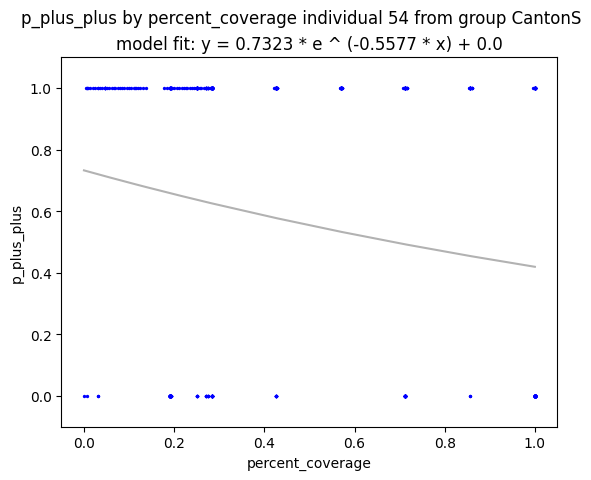 p_plus_plus by percent_coverage individual 54 from group CantonS
model fit: y = 0.7323 * e ^ (-0.5577 * x) + 0.0
1.0
0.8
0.6
0.4
0.2
0.0
p_plus_plus
0.0 0.2 0.4 0.6 0.8 1.0
percent_coverage